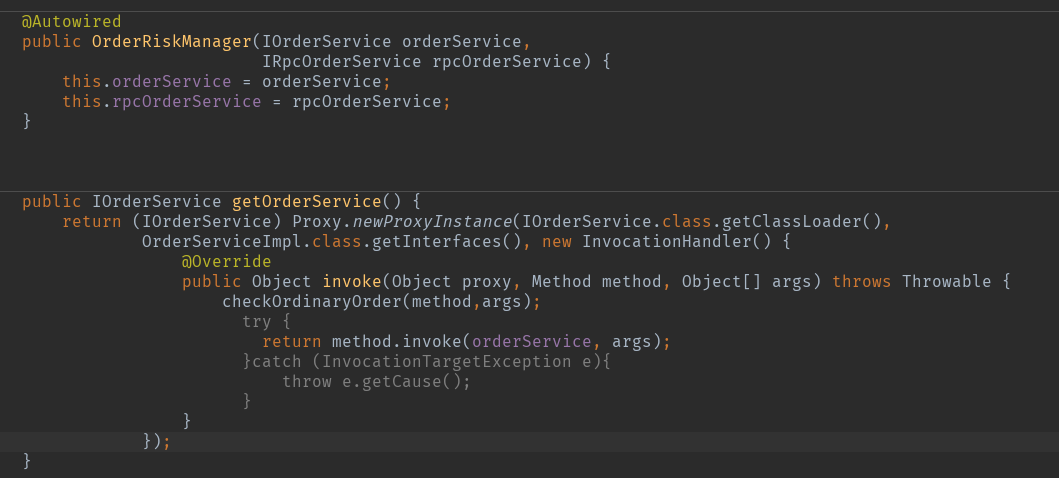 @Autowired
public OrderRiskManager(IOrderService orderService,
                        IRpcOrderService rpcOrderService) {
    this.orderService = orderService;
    this.rpcOrderService = rpcOrderService;
}
public IOrderService getOrderService() {
    return (IOrderService) Proxy.newProxyInstance(IOrderService.class.getClassLoader(),
            OrderServiceImpl.class.getInterfaces(), new InvocationHandler() {
                @Override
                public Object invoke(Object proxy, Method method, Object[] args) throws Throwable {
                    checkOrdinaryOrder(method,args);
                      try {
                        return method.invoke(orderService, args);
                      }catch (InvocationTargetException e){
                          throw e.getCause();
                      }
                }
            });
}